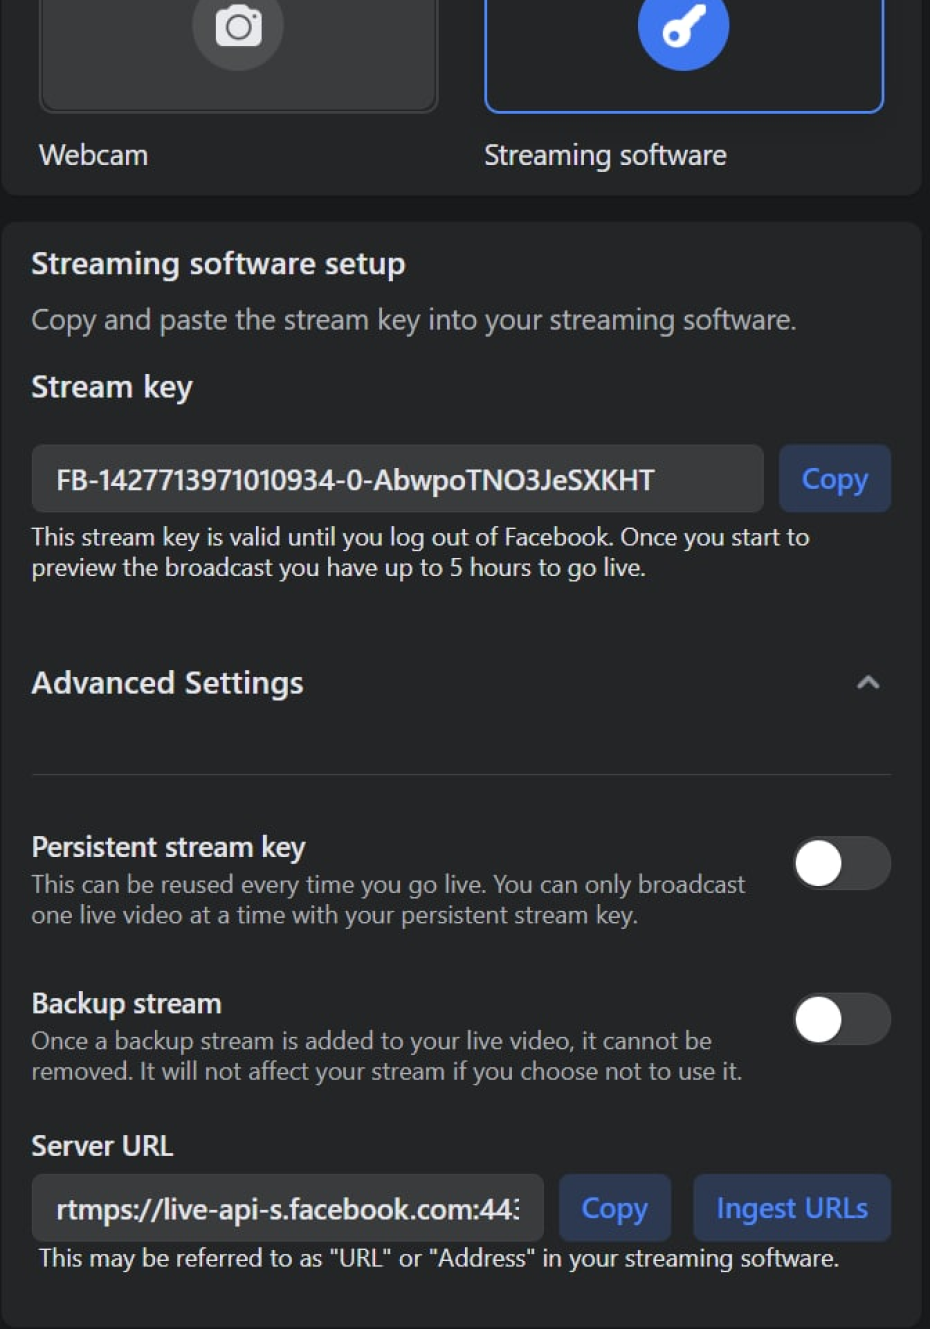 Webcam
Streaming software
Streaming software setup
Copy and paste the stream key into your streaming software.
Stream key
FB-1427713971010934-0-AbwpoTNO3JeSXKHT
Copy
This stream key is valid until you log out of Facebook. Once you start to
preview the broadcast you have up to 5 hours to go live.
Advanced Settings
Persistent stream key
This can be reused every time you go live. You can only broadcast
one live video at a time with your persistent stream key.
Backup stream
Once a backup stream is added to your live video, it cannot be
removed. It will not affect your stream if you choose not to use it.
Server URL
rtmps://live-api-s.facebook.com:443
Copy
Ingest URLs
This may be referred to as "URL" or "Address" in your streaming software.